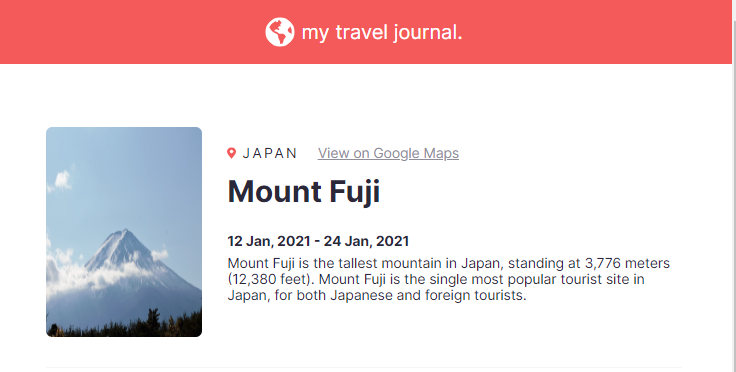 my travel journal.
JAPAN View on Google Maps
Mount Fuji
12 Jan, 2021 - 24 Jan, 2021
Mount Fuji is the tallest mountain in Japan, standing at 3,776 meters
(12,380 feet). Mount Fuji is the single most popular tourist site in
Japan, for both Japanese and foreign tourists.